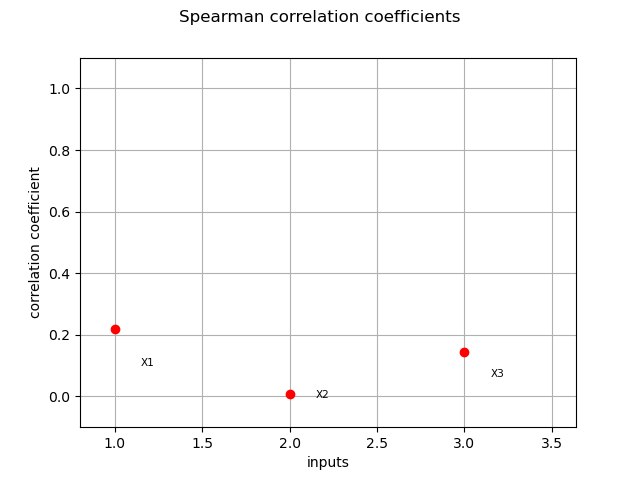 Spearman correlation coefficients
1.0
0.8
0.6
0.4
0.2
0.0
correlation coefficient
X1
X2
X3
1.0 1.5 2.0 2.5 3.0 3.5
inputs